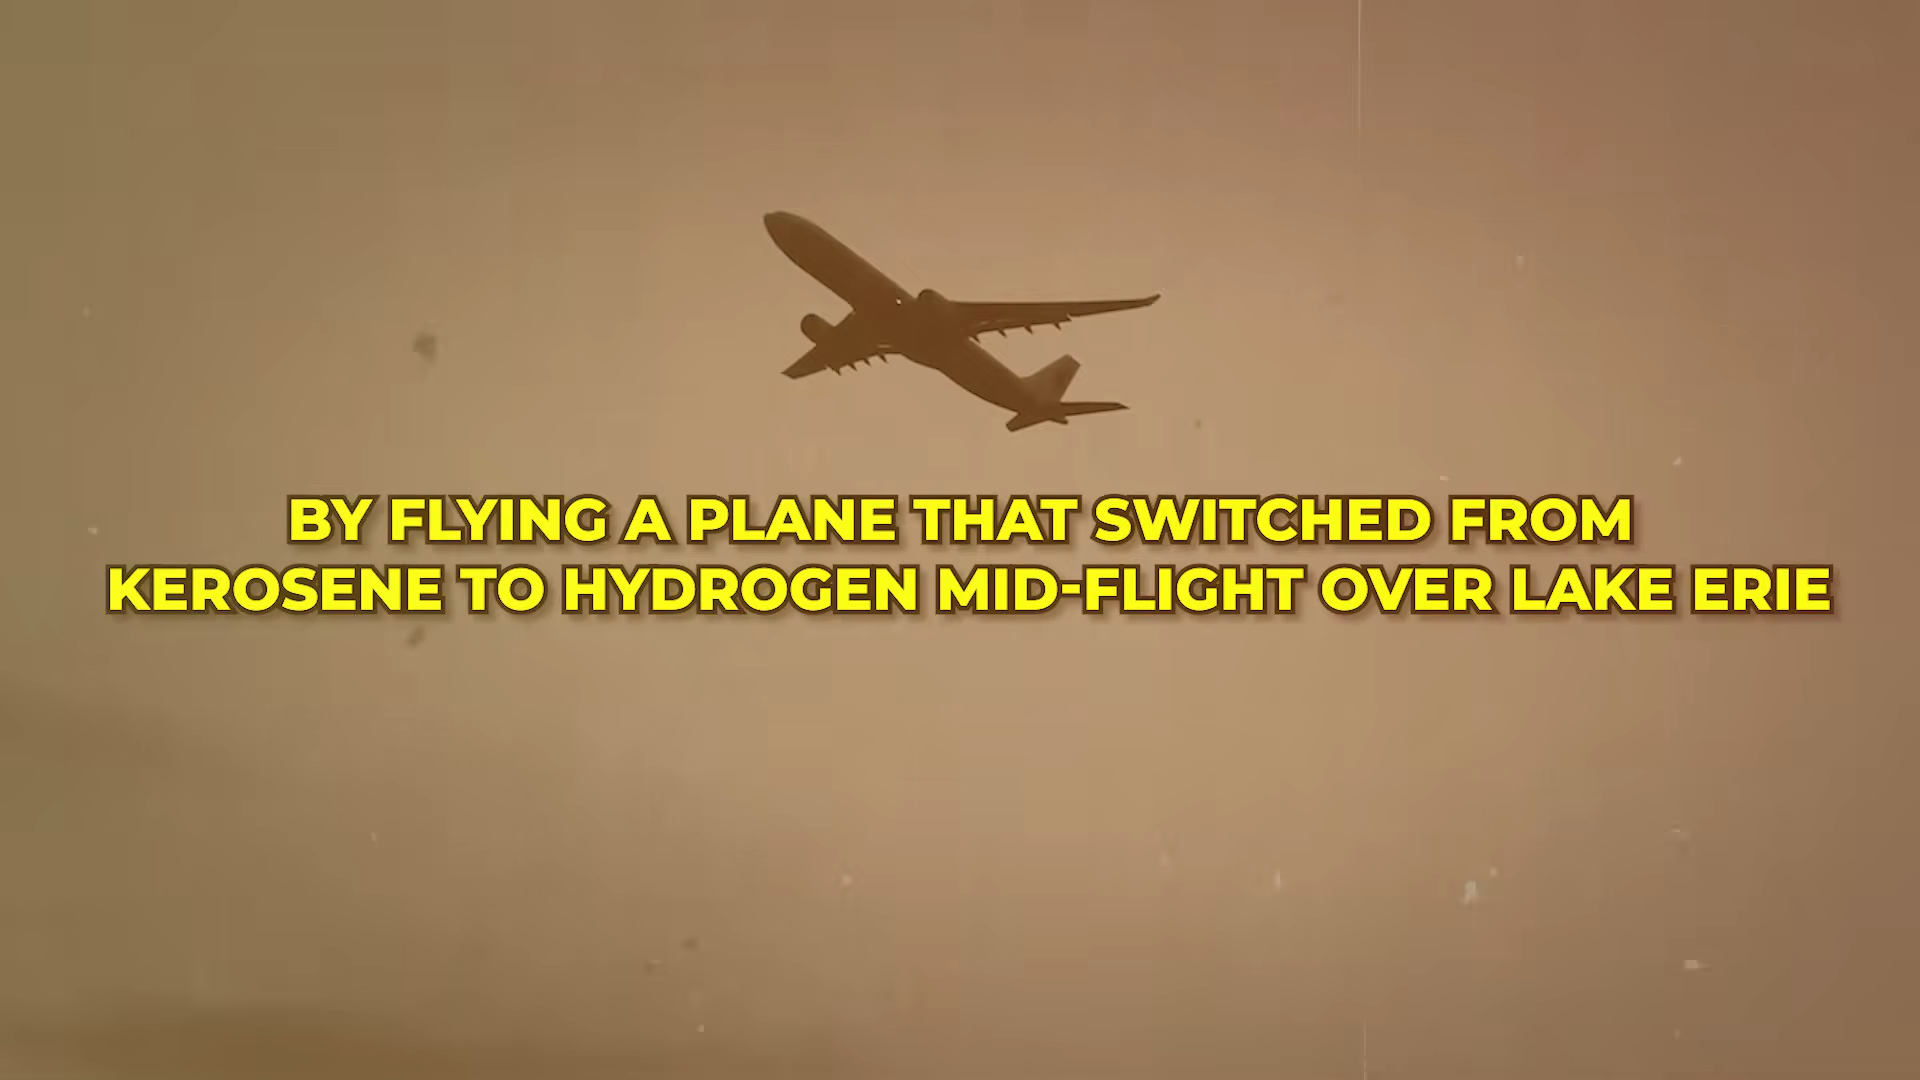 BY FLYING A PLANE THAT SWITCHED FROM
KEROSENE TO HYDROGEN MID-FLIGHT OVER LAKE ERIE